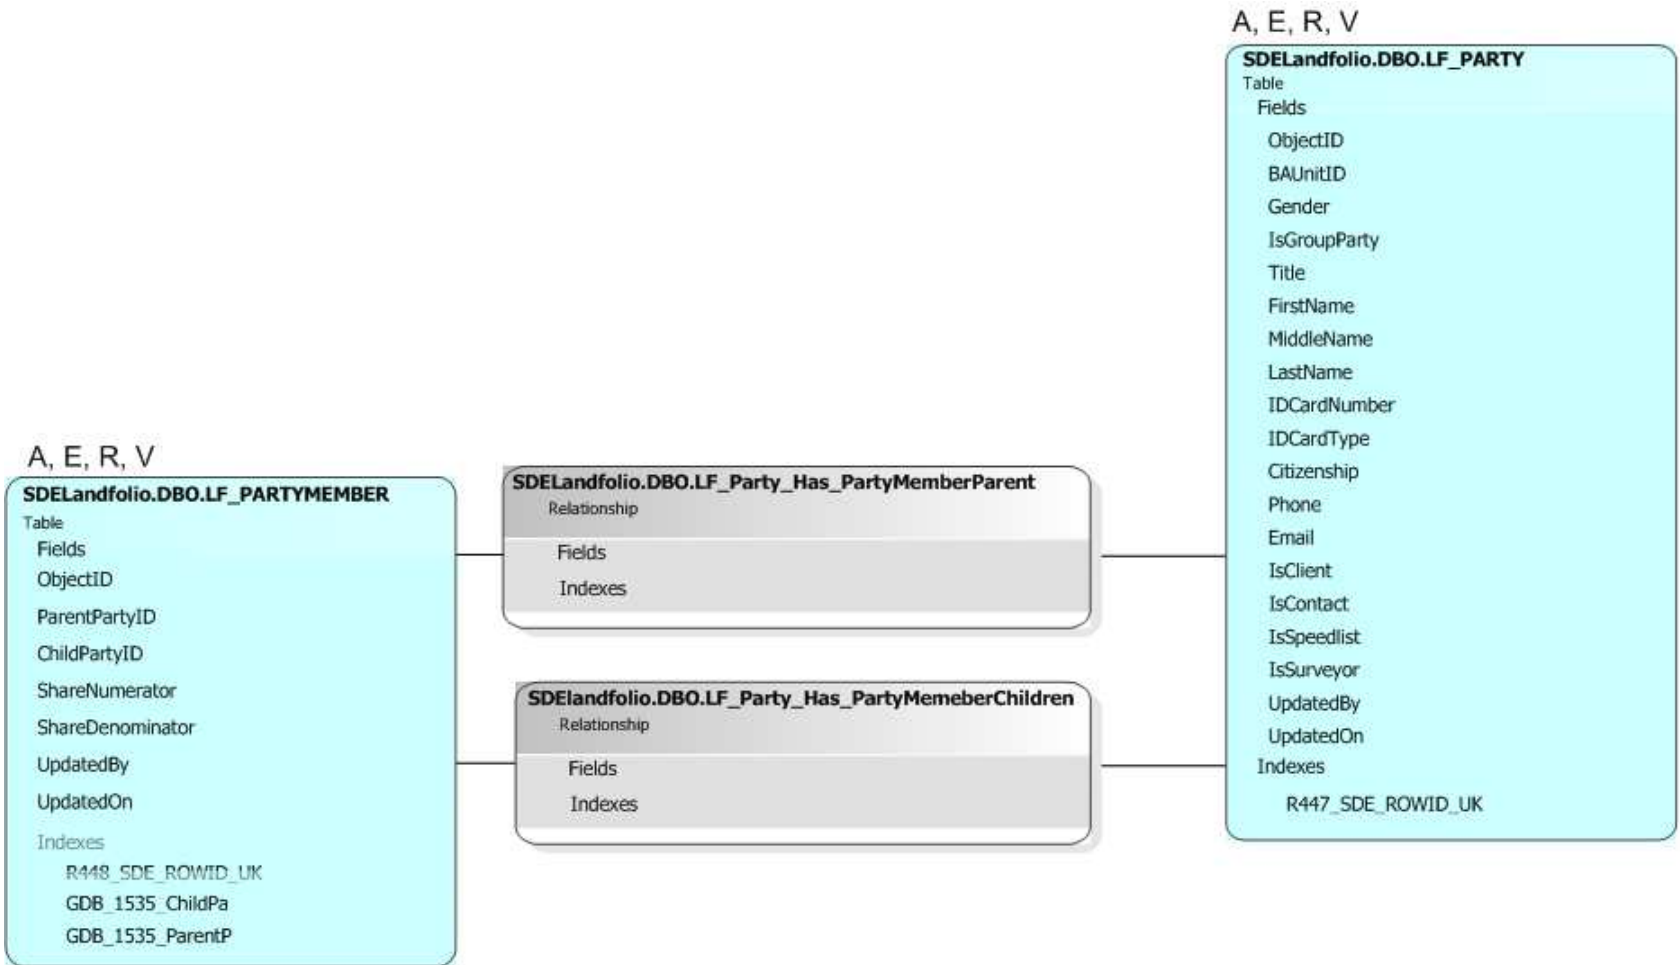 A, E, R, V
SDELandfolio.DBO.LF_PARTY
Table
Fields
ObjectID
BAUnitID
Gender
IsGroupParty
Title
FirstName
MiddleName
LastName
IDCardNumber
IDCardType
Citizenship
Phone
Email
IsClient
IsContact
IsSpeedlist
IsSurveyor
UpdatedBy
UpdatedOn
Indexes
R447_SDE_ROWID_UK
A, E, R, V
SDELandfolio.DBO.LF_PARTYMEMBER
Table
Fields
ObjectID
ParentPartyID
ChildPartyID
ShareNumerator
ShareDenominator
UpdatedBy
UpdatedOn
Indexes
R448_SDE_ROWID_UK
GDB_1535_ChildPa
GDB_1535_ParentP
SDELandfolio.DBO.LF_Party_Has_PartyMemberParent
Relationship
Fields
Indexes
SDElandfolio.DBO.LF_Party_Has_PartyMemeberChildren
Relationship
Fields
Indexes